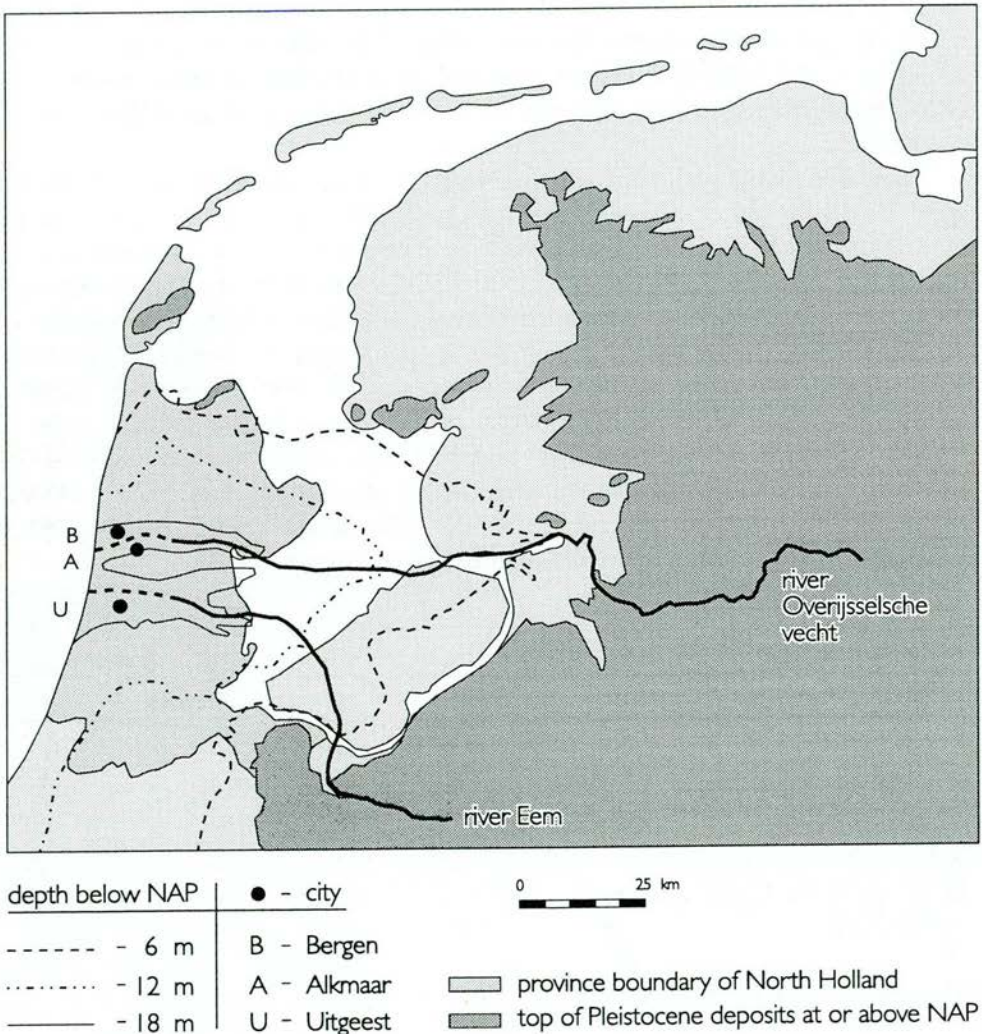 B
A
U
river
Overijsselsche
vecht
river Eem
depth below NAP
- 6 m
- 12 m
- 18 m
● - city
B - Bergen
A - Alkmaar
U - Uitgeest
0 25 km
province boundary of North Holland
top of Pleistocene deposits at or above NAP